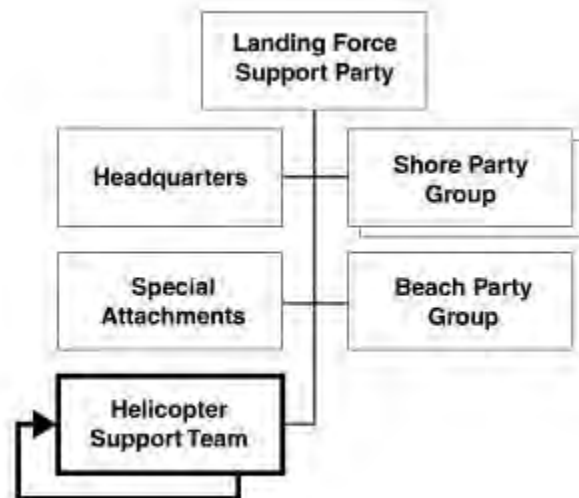 Landing Force
Support Party
Headquarters
Shore Party
Group
Special
Attachments
Beach Party
Group
Helicopter
Support Team